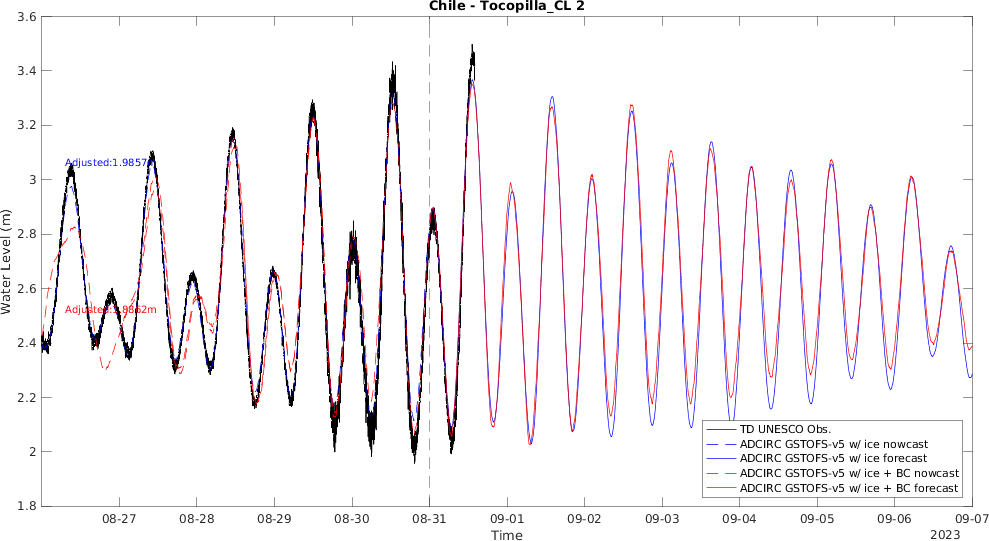 Chile - Tocopilla_CL 2
3.6
3.4
3.2
3
2.8
2.6
2.4
2.2
2
1.8
Water Level (m)
Adjusted:1.9857m
Adjusted:1.9862m
TD UNESCO Obs.
ADCIRC GSTOFS-v5 w/ ice nowcast
ADCIRC GSTOFS-v5 w/ ice forecast
ADCIRC GSTOFS-v5 w/ ice + BC nowcast
ADCIRC GSTOFS-v5 w/ ice + BC forecast
08-27 08-28 08-29 08-30 08-31 09-01 09-02 09-03 09-04 09-05 09-06 09-07
Time
2023